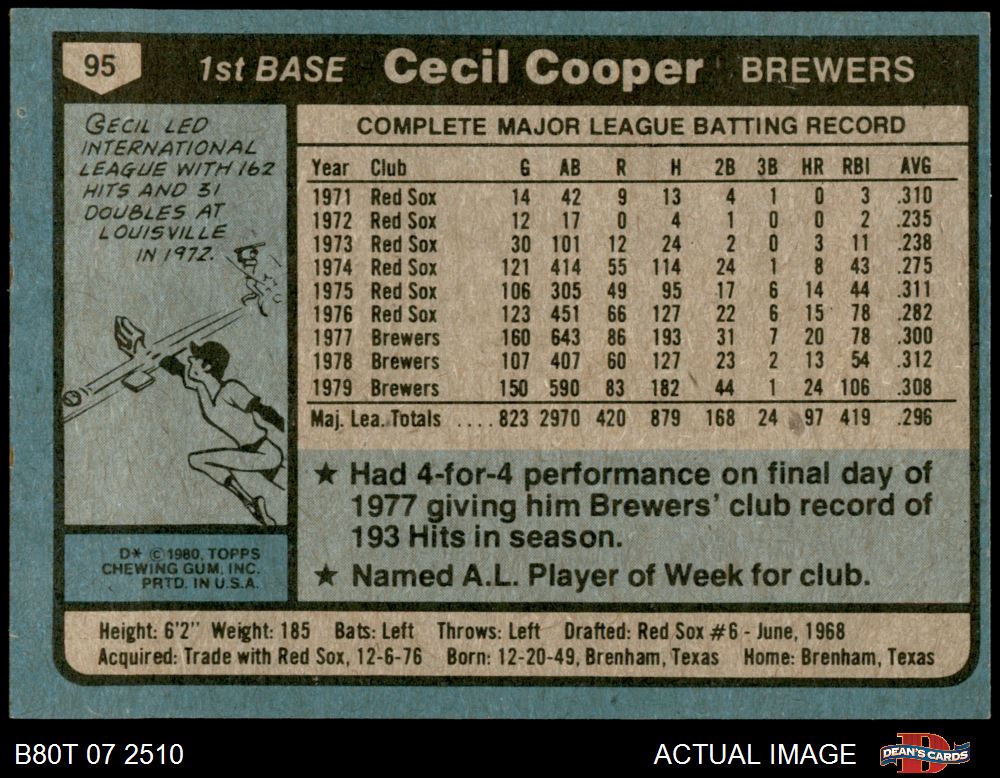 95 1st BASE Cecil Cooper BREWERS
CECIL LED
INTERNATIONAL
LEAGUE WITH 162
HITS AND 31
DOUBLES AT
LOUISVILLE
IN 1972.
COMPLETE MAJOR LEAGUE BATTING RECORD
Year Club G AB R H 2B 3B HR RBI AVG
1971 Red Sox 14 42 9 13 4 1 0 3 .310
1972 Red Sox 12 17 0 4 1 0 0 2 .235
1973 Red Sox 30 101 12 24 2 0 3 11 .238
1974 Red Sox 121 414 55 114 24 1 8 43 .275
1975 Red Sox 106 305 49 95 17 6 14 44 .311
1976 Red Sox 123 451 66 127 22 6 15 78 .282
1977 Brewers 160 643 86 193 31 7 20 78 .300
1978 Brewers 107 407 60 127 23 2 13 54 .312
1979 Brewers 150 590 83 182 44 1 24 106 .308
Maj. Lea. Totals .... 823 2970 420 879 168 24 97 419 .296
★ Had 4-for-4 performance on final day of
1977 giving him Brewers' club record of
193 Hits in season.
★ Named A.L. Player of Week for club.
D* © 1980, TOPPS
CHEWING GUM, INC.
PRTD. IN U.S.A.
Height: 6'2" Weight: 185 Bats: Left Throws: Left Drafted: Red Sox #6 - June, 1968
Acquired: Trade with Red Sox, 12-6-76 Born: 12-20-49, Brenham, Texas Home: Brenham, Texas
B80T 07 2510 ACTUAL IMAGE DEAN'S CARDS